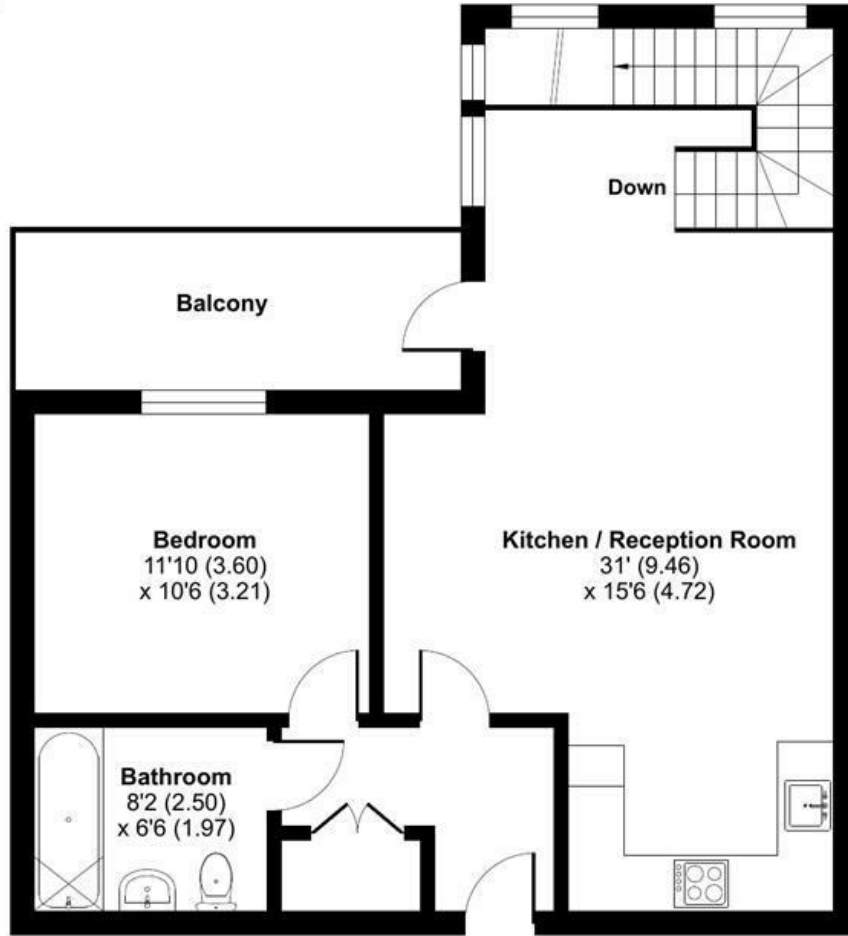 Down
Balcony
Bedroom
11'10 (3.60)
x 10'6 (3.21)
Kitchen / Reception Room
31' (9.46)
x 15'6 (4.72)
Bathroom
8'2 (2.50)
x 6'6 (1.97)